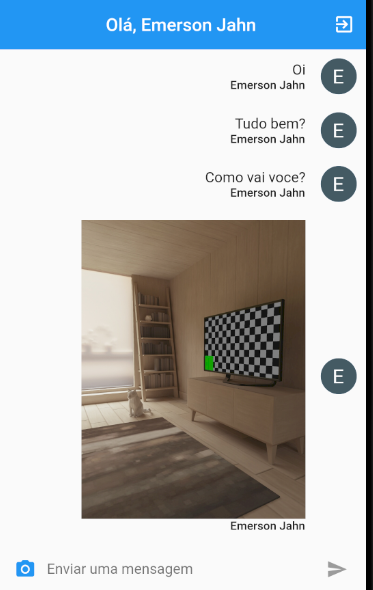 Olá, Emerson Jahn
Oi
Emerson Jahn
E
Tudo bem?
Emerson Jahn
E
Como vai voce?
Emerson Jahn
E
E
Emerson Jahn
Enviar uma mensagem